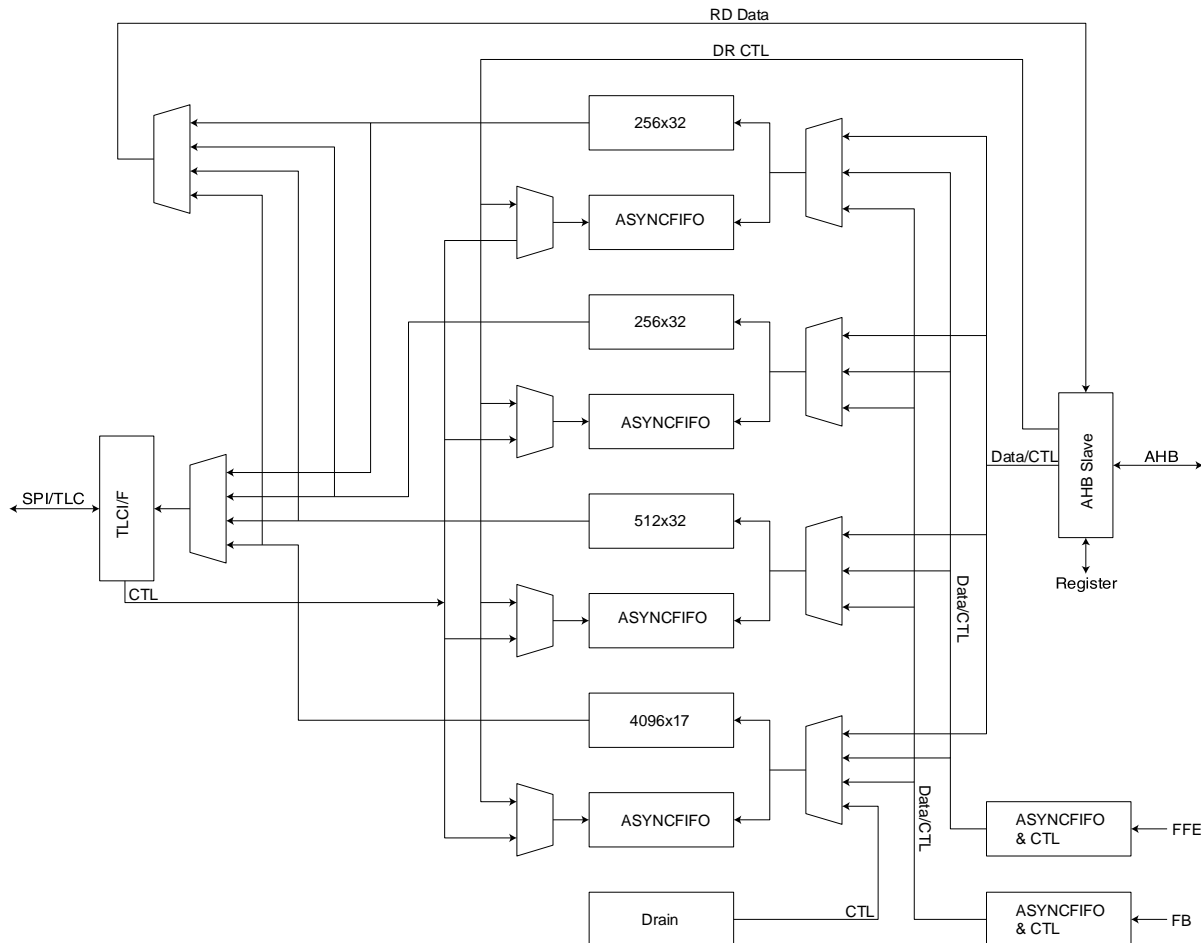 RD Data
DR CTL
256x32
ASYNCFIFO
256x32
ASYNCFIFO
AHB Slave
Data/CTL
AHB
SPI/TLC
TLCI/F
512x32
Register
CTL
Data/CTL
ASYNCFIFO
4096x17
Data/CTL
ASYNCFIFO
ASYNCFIFO
& CTL
FFE
Drain
CTL
ASYNCFIFO
& CTL
FB